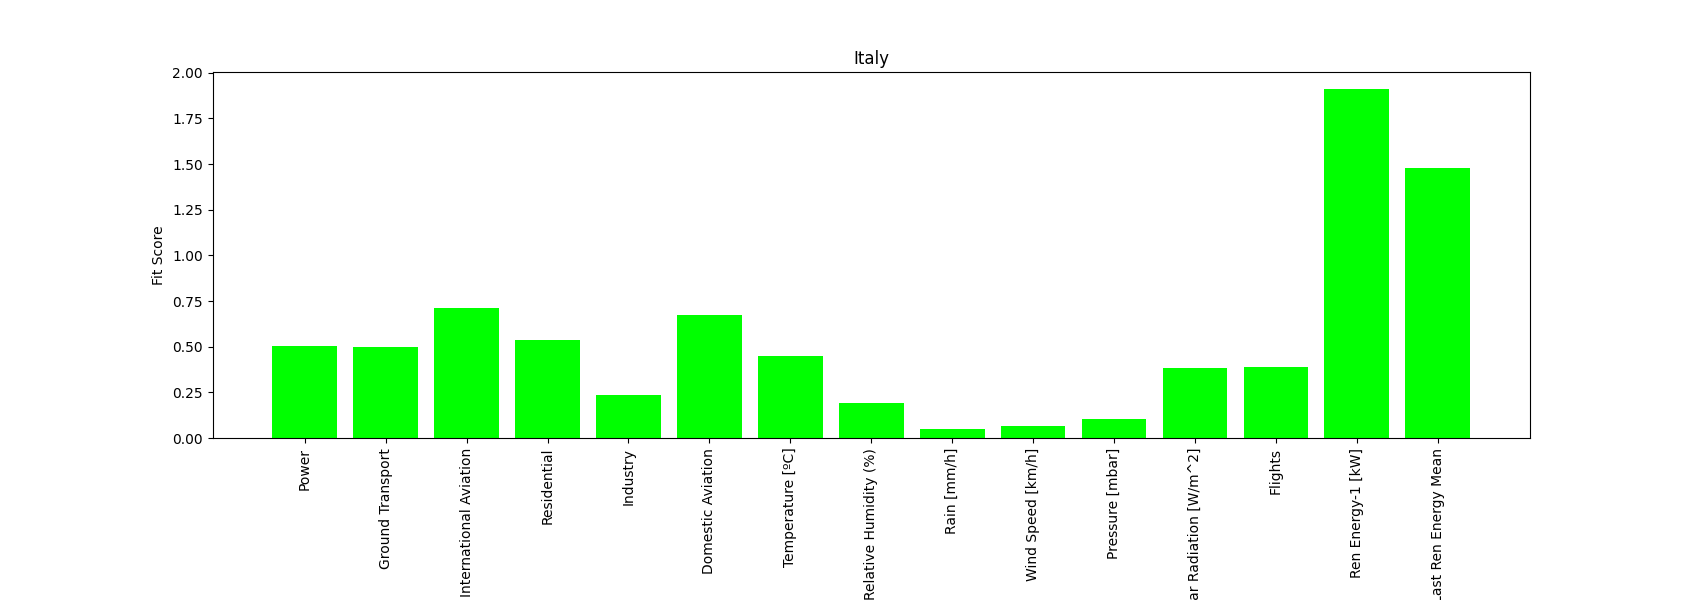 Italy
Fit Score
2.00
1.75
1.50
1.25
1.00
0.75
0.50
0.25
0.00
Power
Ground Transport
International Aviation
Residential
Industry
Domestic Aviation
Temperature [ºC]
Relative Humidity (%)
Rain [mm/h]
Wind Speed [km/h]
Pressure [mbar]
ar Radiation [W/m^2]
Flights
Ren Energy-1 [kW]
Last Ren Energy Mean